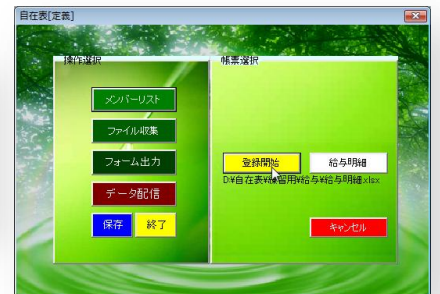 自在表[定義]
操作選択
帳票選択
メンバーリスト
ファイル収集
フォーム出力
データ配信
保存
終了
登録開始
給与明細
D:¥自在表¥練習用¥給与¥給与明細.xlsx
キャンセル